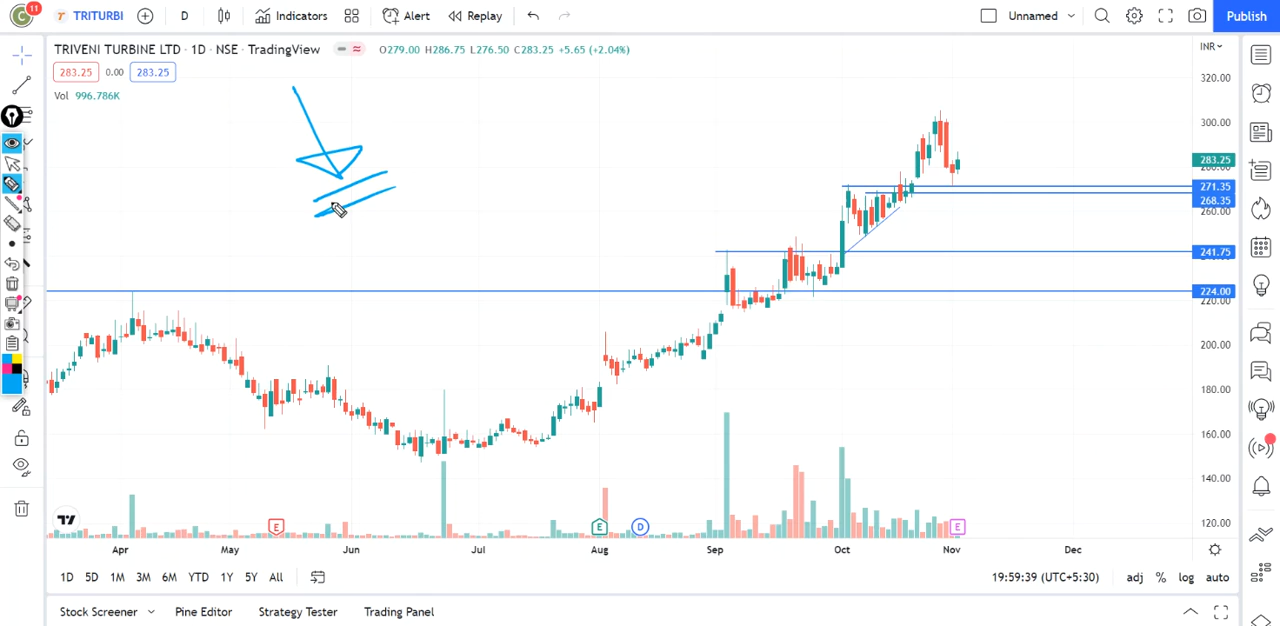 11
TRITURBI
D
Indicators
Alert
Replay
Unnamed
Publish
TRIVENI TURBINE LTD · 1D · NSE · TradingView
O279.00 H286.75 L276.50 C283.25 +5.65 (+2.04%)
INR
283.25 0.00 283.25
Vol 996.786K
320.00
300.00
283.25
280.00
271.35
268.35
260.00
241.75
224.00
220.00
200.00
180.00
160.00
140.00
120.00
E E D E
Apr May Jun Jul Aug Sep Oct Nov Dec
1D 5D 1M 3M 6M YTD 1Y 5Y All
19:59:39 (UTC+5:30) adj % log auto
Stock Screener Pine Editor Strategy Tester Trading Panel